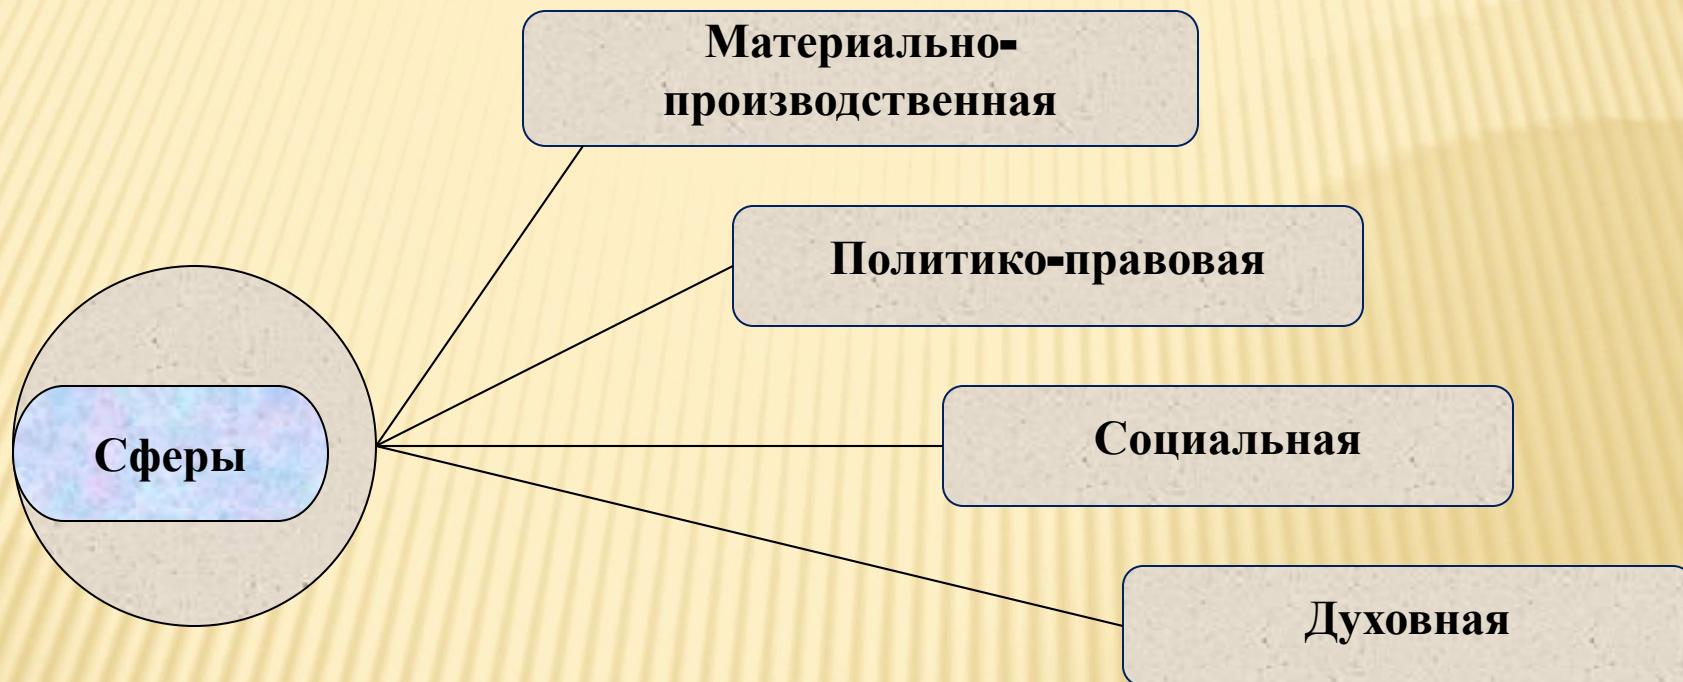 Материально-
производственная
Политико-правовая
Социальная
Сферы
Духовная